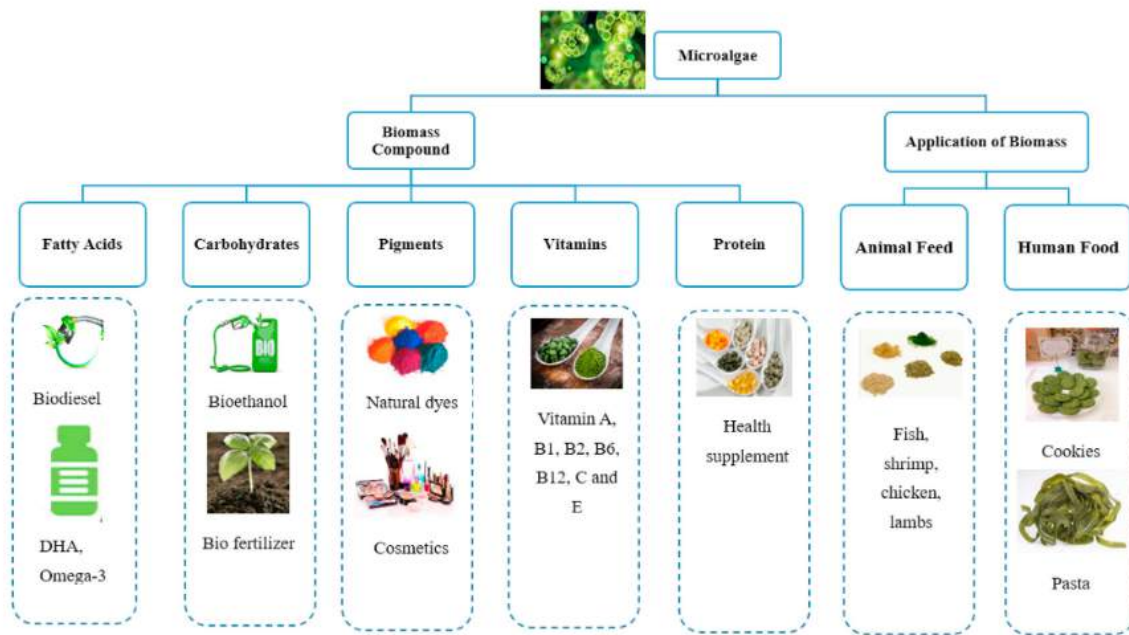 Microalgae
Biomass
Compound
Application of Biomass
Fatty Acids
Carbohydrates
Pigments
Vitamins
Protein
Animal Feed
Human Food
Biodiesel
DHA,
Omega-3
BIO
Bioethanol
Bio fertilizer
Natural dyes
Cosmetics
Vitamin A,
B1, B2, B6,
B12, C and
E
Health
supplement
Fish,
shrimp,
chicken,
lambs
Cookies
Pasta